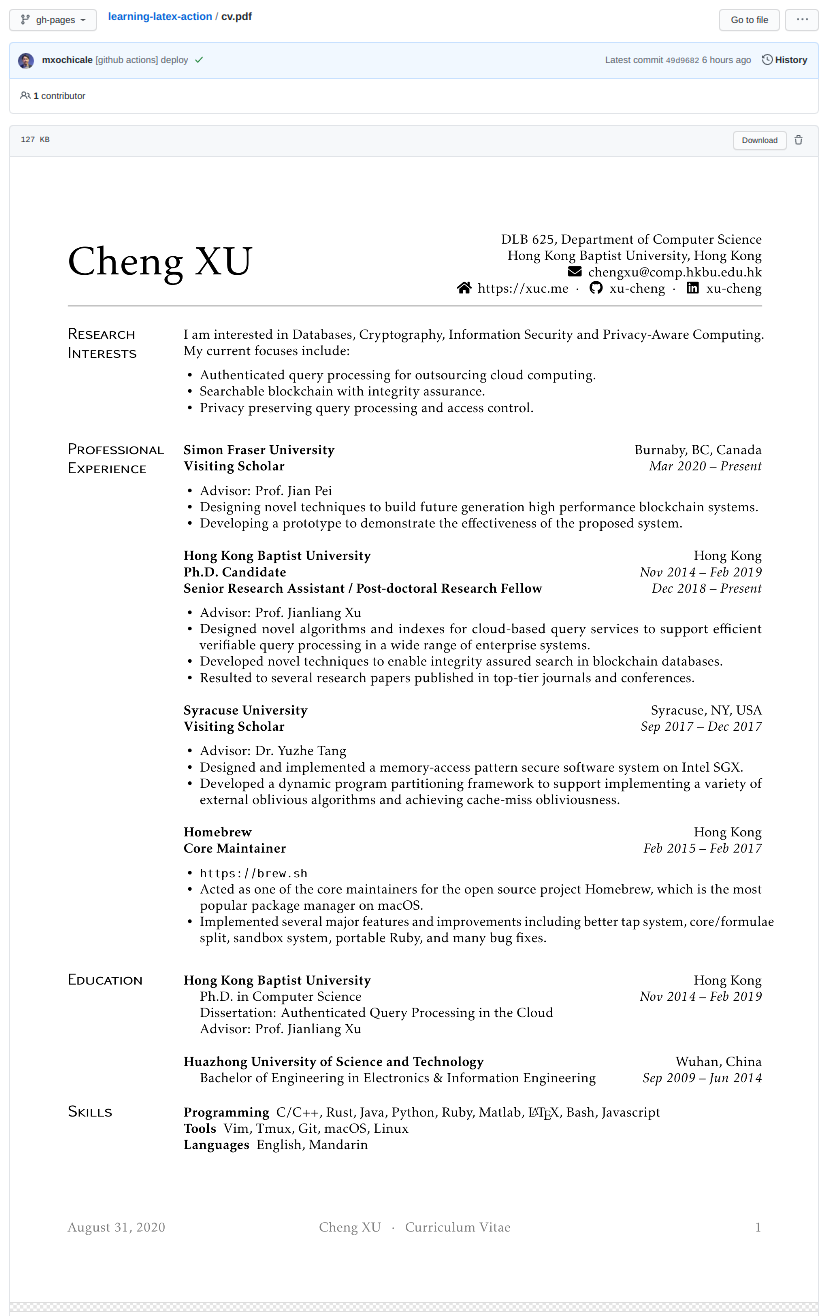 gh-pages
learning-latex-action / cv.pdf
Go to file
...
mxochicale [github actions] deploy
Latest commit 49d9682 6 hours ago
History
1 contributor
127 KB
Download
Cheng XU
DLB 625, Department of Computer Science
Hong Kong Baptist University, Hong Kong
chengxu@comp.hkbu.edu.hk
https://xuc.me · xu-cheng · xu-cheng
RESEARCH
INTERESTS
I am interested in Databases, Cryptography, Information Security and Privacy-Aware Computing.
My current focuses include:
• Authenticated query processing for outsourcing cloud computing.
• Searchable blockchain with integrity assurance.
• Privacy preserving query processing and access control.
PROFESSIONAL
EXPERIENCE
Simon Fraser University Burnaby, BC, Canada
Visiting Scholar Mar 2020 – Present
• Advisor: Prof. Jian Pei
• Designing novel techniques to build future generation high performance blockchain systems.
• Developing a prototype to demonstrate the effectiveness of the proposed system.
Hong Kong Baptist University Hong Kong
Ph.D. Candidate Nov 2014 – Feb 2019
Senior Research Assistant / Post-doctoral Research Fellow Dec 2018 – Present
• Advisor: Prof. Jianliang Xu
• Designed novel algorithms and indexes for cloud-based query services to support efficient
verifiable query processing in a wide range of enterprise systems.
• Developed novel techniques to enable integrity assured search in blockchain databases.
• Resulted to several research papers published in top-tier journals and conferences.
Syracuse University Syracuse, NY, USA
Visiting Scholar Sep 2017 – Dec 2017
• Advisor: Dr. Yuzhe Tang
• Designed and implemented a memory-access pattern secure software system on Intel SGX.
• Developed a dynamic program partitioning framework to support implementing a variety of
external oblivious algorithms and achieving cache-miss obliviousness.
Homebrew Hong Kong
Core Maintainer Feb 2015 – Feb 2017
• https://brew.sh
• Acted as one of the core maintainers for the open source project Homebrew, which is the most
popular package manager on macOS.
• Implemented several major features and improvements including better tap system, core/formulae
split, sandbox system, portable Ruby, and many bug fixes.
EDUCATION
Hong Kong Baptist University Hong Kong
Ph.D. in Computer Science Nov 2014 – Feb 2019
Dissertation: Authenticated Query Processing in the Cloud
Advisor: Prof. Jianliang Xu
Huazhong University of Science and Technology Wuhan, China
Bachelor of Engineering in Electronics & Information Engineering Sep 2009 – Jun 2014
SKILLS
Programming C/C++, Rust, Java, Python, Ruby, Matlab, LATEX, Bash, Javascript
Tools Vim, Tmux, Git, macOS, Linux
Languages English, Mandarin
August 31, 2020 Cheng XU · Curriculum Vitae 1